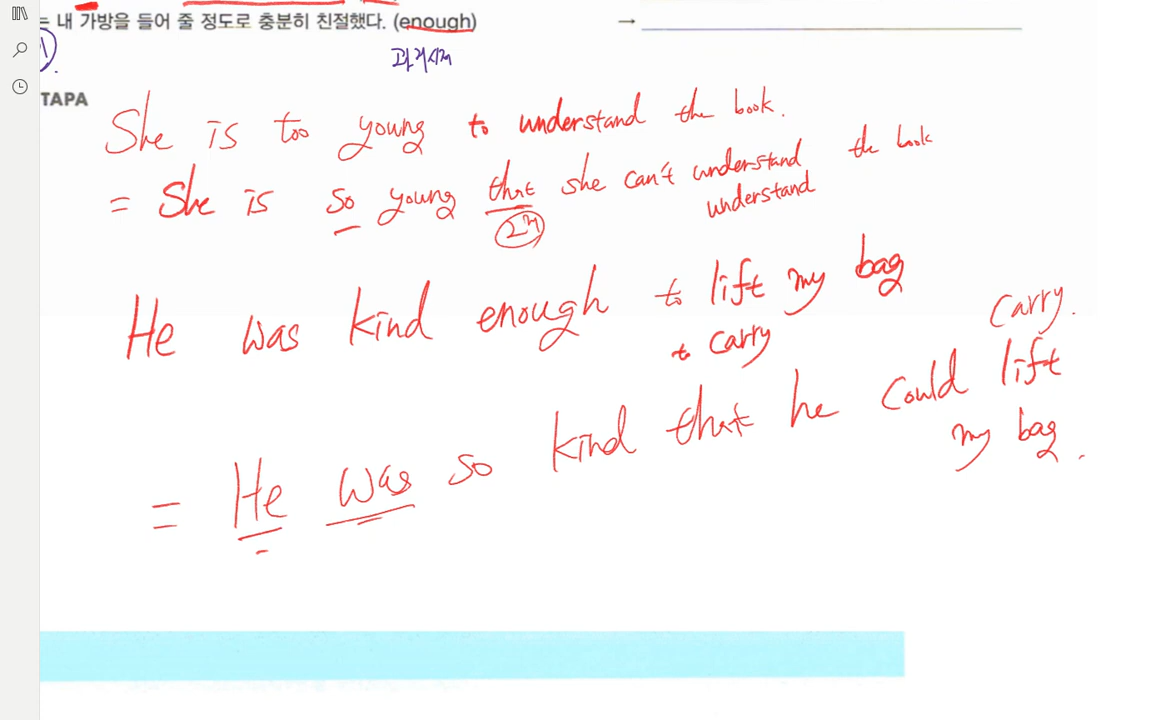 = 내 가방을 들어 줄 정도로 충분히 친절했다. (enough) →
1)
과거시제
TAPA
She is too young to understand the book.
= She is so young that she can't understand the book
understand
He was kind enough to lift my bag
to carry
carry.
= He was so kind that he could lift
my bag.